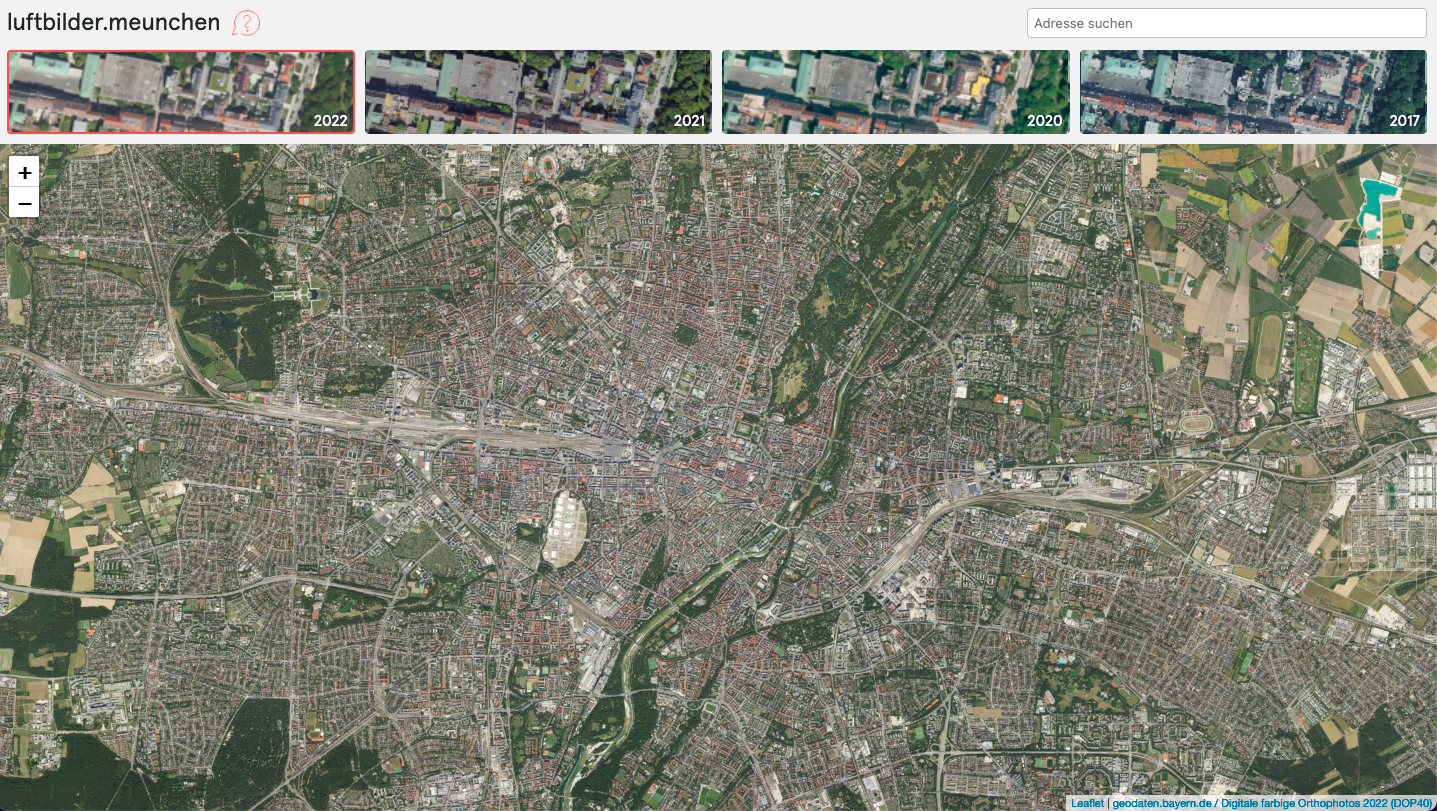 luftbilder.meunchen ?
Adresse suchen
2022
2021
2020
2017
+
−
Leaflet | geodaten.bayern.de / Digitale farbige Orthophotos 2022 (DOP40)